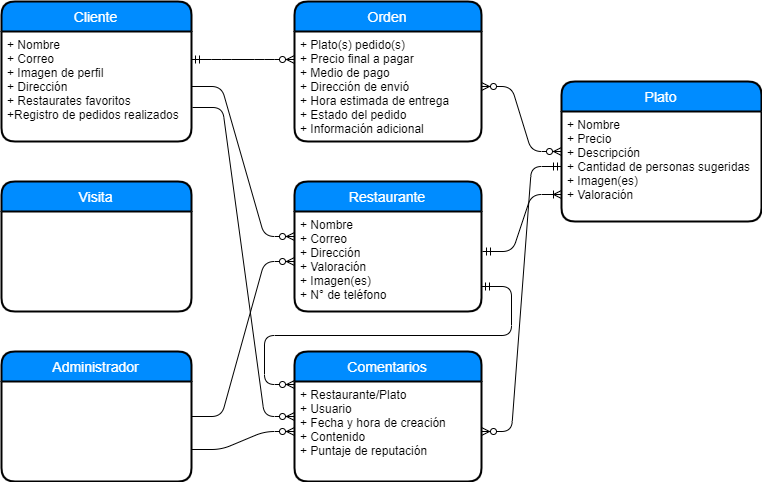 Cliente
+ Nombre
+ Correo
+ Imagen de perfil
+ Dirección
+ Restaurates favoritos
+Registro de pedidos realizados
Orden
+ Plato(s) pedido(s)
+ Precio final a pagar
+ Medio de pago
+ Dirección de envió
+ Hora estimada de entrega
+ Estado del pedido
+ Información adicional
Plato
+ Nombre
+ Precio
+ Descripción
+ Cantidad de personas sugeridas
+ Imagen(es)
+ Valoración
Visita
Restaurante
+ Nombre
+ Correo
+ Dirección
+ Valoración
+ Imagen(es)
+ N° de teléfono
Administrador
Comentarios
+ Restaurante/Plato
+ Usuario
+ Fecha y hora de creación
+ Contenido
+ Puntaje de reputación